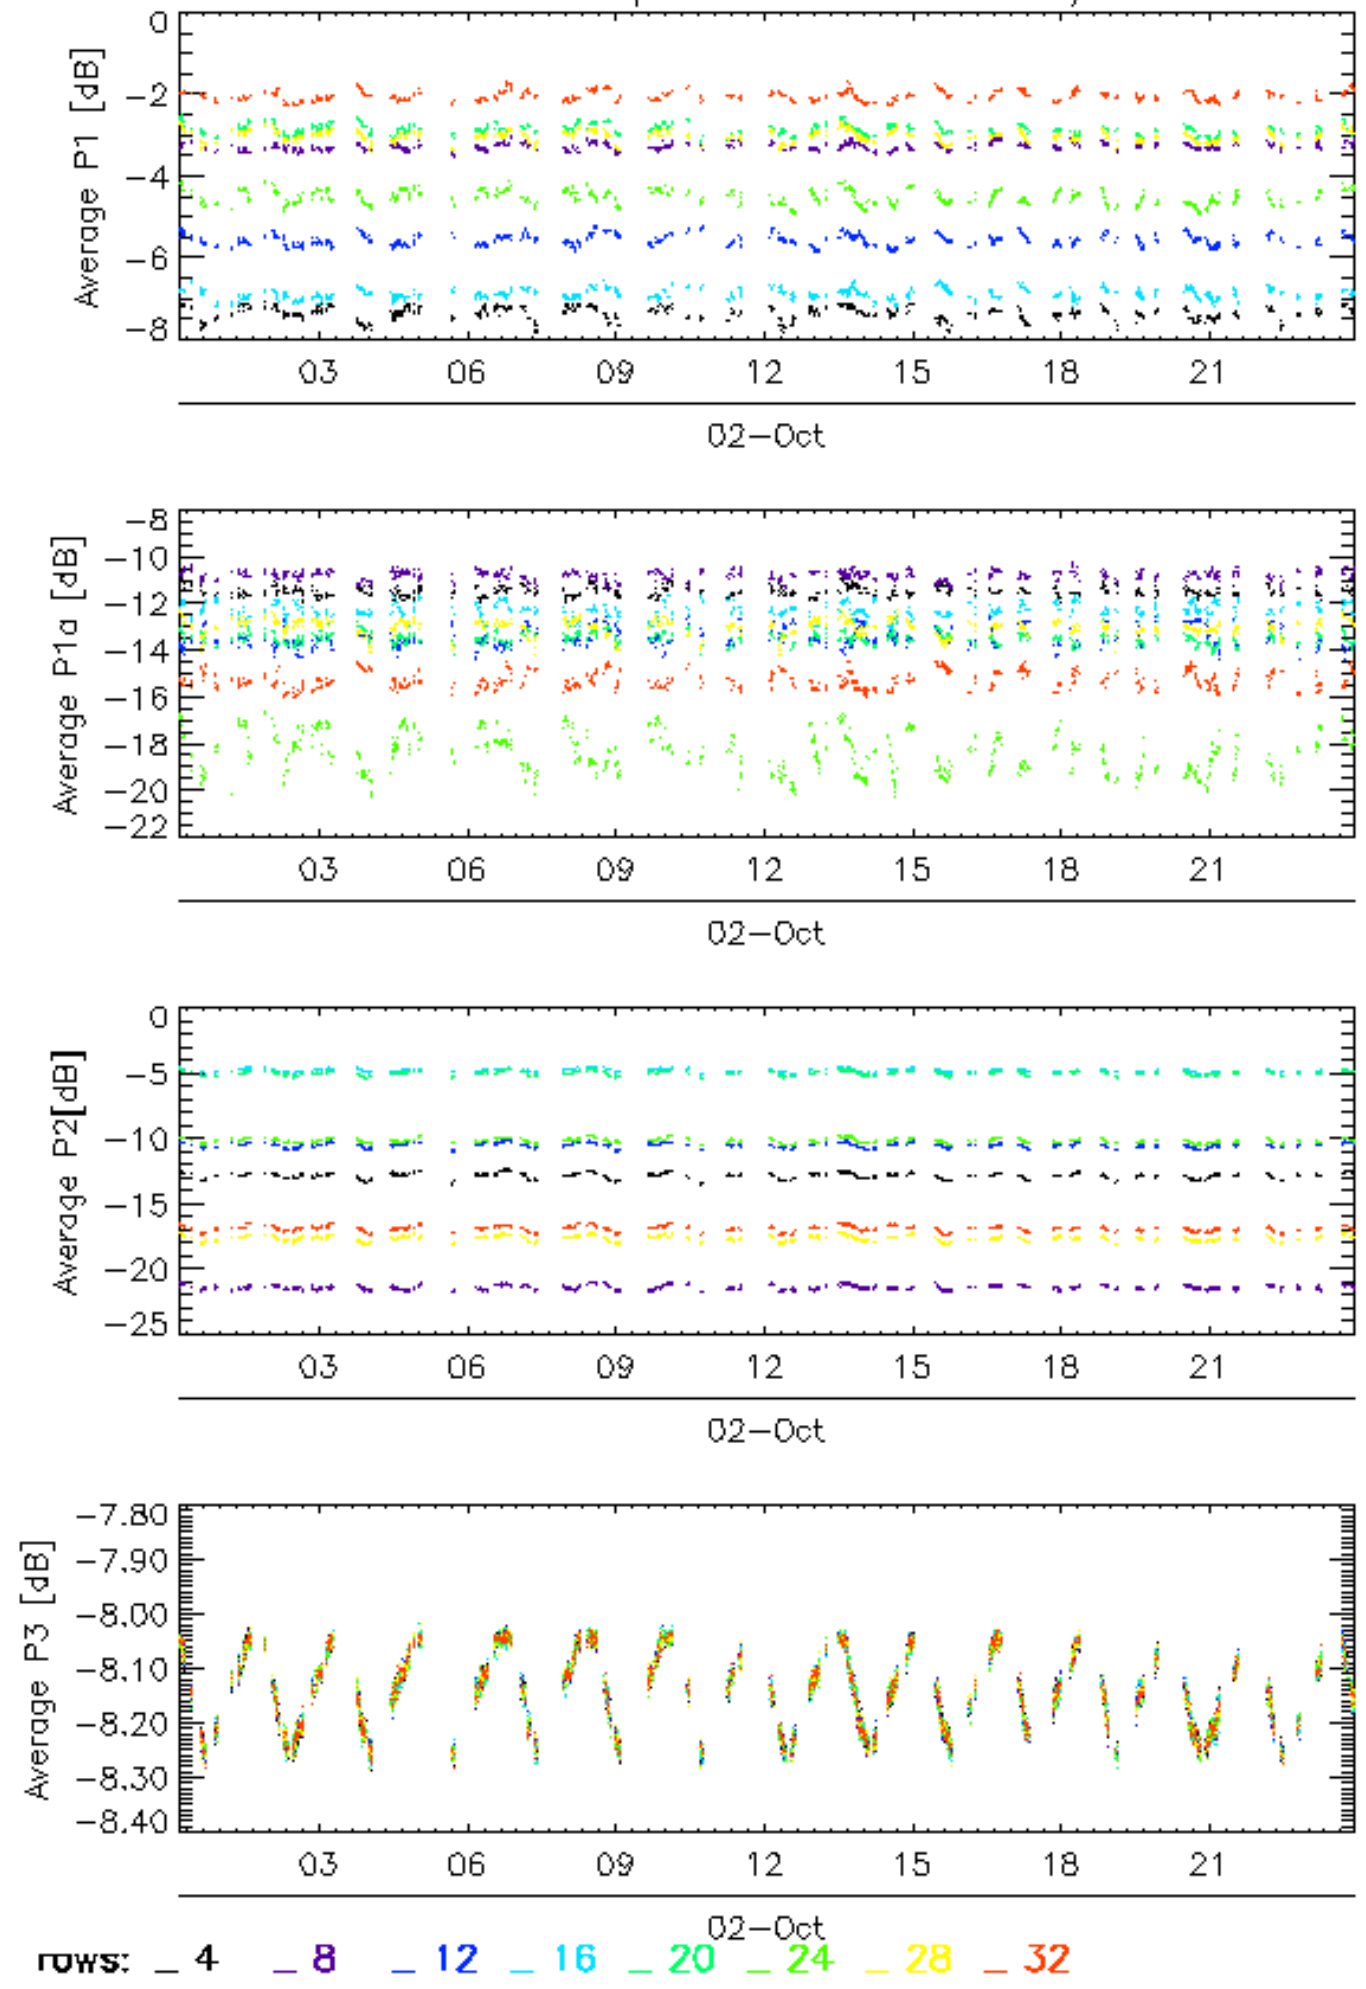 0
-2
-4
-6
-8
Average P1 [dB]
03 06 09 12 15 18 21
02-Oct
-8
-10
-12
-14
-16
-18
-20
-22
Average P1a [dB]
03 06 09 12 15 18 21
02-Oct
0
-5
-10
-15
-20
-25
Average P2[dB]
03 06 09 12 15 18 21
02-Oct
-7.80
-7.90
-8.00
-8.10
-8.20
-8.30
-8.40
Average P3 [dB]
03 06 09 12 15 18 21
02-Oct
rows: _ 4 _ 8 _ 12 _ 16 _ 20 _ 24 _ 28 _ 32